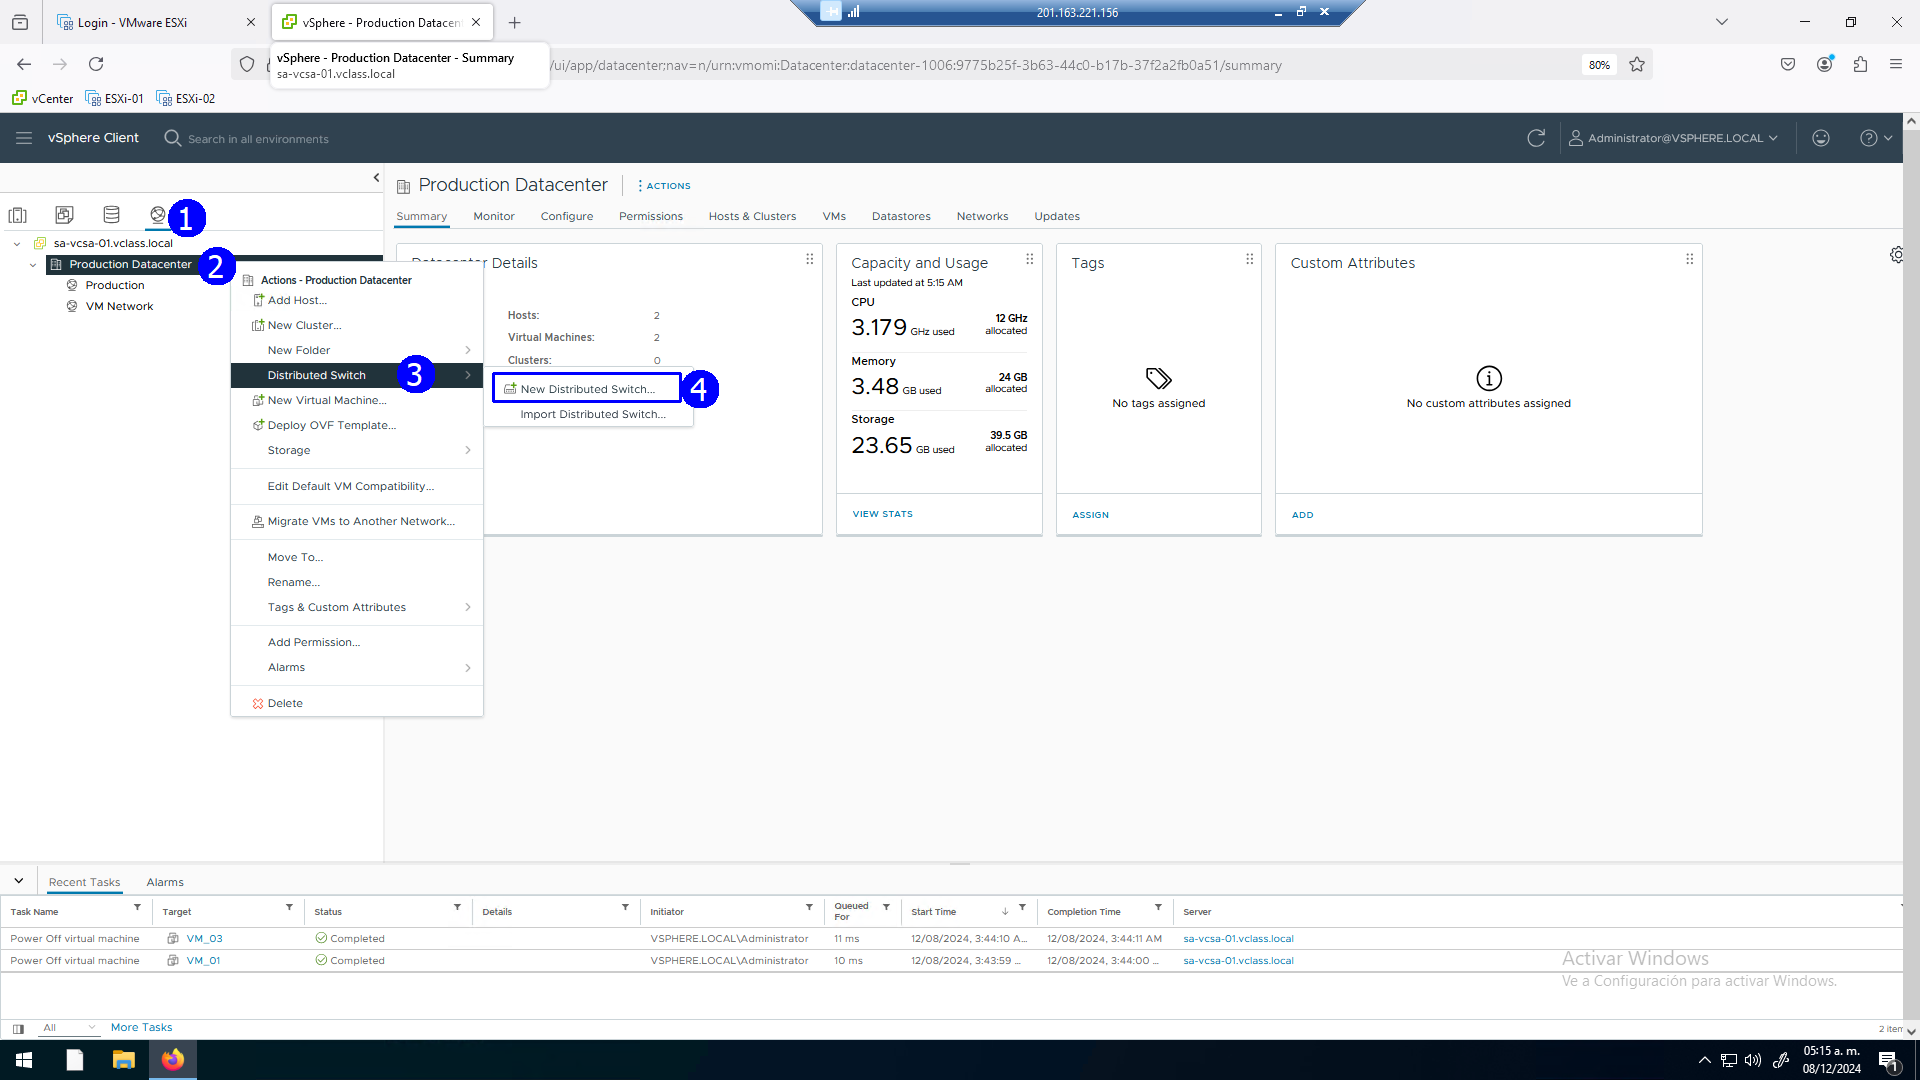 Login - VMware ESXi
vSphere - Production Datacen
201.163.221.156
vSphere - Production Datacenter - Summary
sa-vcsa-01.vclass.local
/ui/app/datacenter;nav=n/urn:vmomi:Datacenter:datacenter-1006:9775b25f-3b63-44c0-b17b-37f2a2fb0a51/summary
80%
vCenter
ESXi-01
ESXi-02
vSphere Client
Search in all environments
Administrator@VSPHERE.LOCAL
Production Datacenter
ACTIONS
Summary
Monitor
Configure
Permissions
Hosts & Clusters
VMs
Datastores
Networks
Updates
1
sa-vcsa-01.vclass.local
Production Datacenter
2
Production
VM Network
Actions - Production Datacenter
Add Host...
New Cluster...
New Folder
Distributed Switch
3
New Virtual Machine...
Deploy OVF Template...
Storage
Edit Default VM Compatibility...
Migrate VMs to Another Network...
Move To...
Rename...
Tags & Custom Attributes
Add Permission...
Alarms
Delete
New Distributed Switch...
4
Import Distributed Switch...
Datacenter Details
Hosts: 2
Virtual Machines: 2
Clusters: 0
Capacity and Usage
Last updated at 5:15 AM
CPU
3.179 GHz used
12 GHz allocated
Memory
3.48 GB used
24 GB allocated
Storage
23.65 GB used
39.5 GB allocated
VIEW STATS
Tags
No tags assigned
ASSIGN
Custom Attributes
No custom attributes assigned
ADD
Recent Tasks
Alarms
Task Name
Target
Status
Details
Initiator
Queued For
Start Time
Completion Time
Server
Power Off virtual machine VM_03 Completed VSPHERE.LOCAL\Administrator 11 ms 12/08/2024, 3:44:10 A... 12/08/2024, 3:44:11 AM sa-vcsa-01.vclass.local
Power Off virtual machine VM_01 Completed VSPHERE.LOCAL\Administrator 10 ms 12/08/2024, 3:43:59 ... 12/08/2024, 3:44:00 ... sa-vcsa-01.vclass.local
Activar Windows
Ve a Configuración para activar Windows.
All
More Tasks
2 item
05:15 a. m.
08/12/2024
1